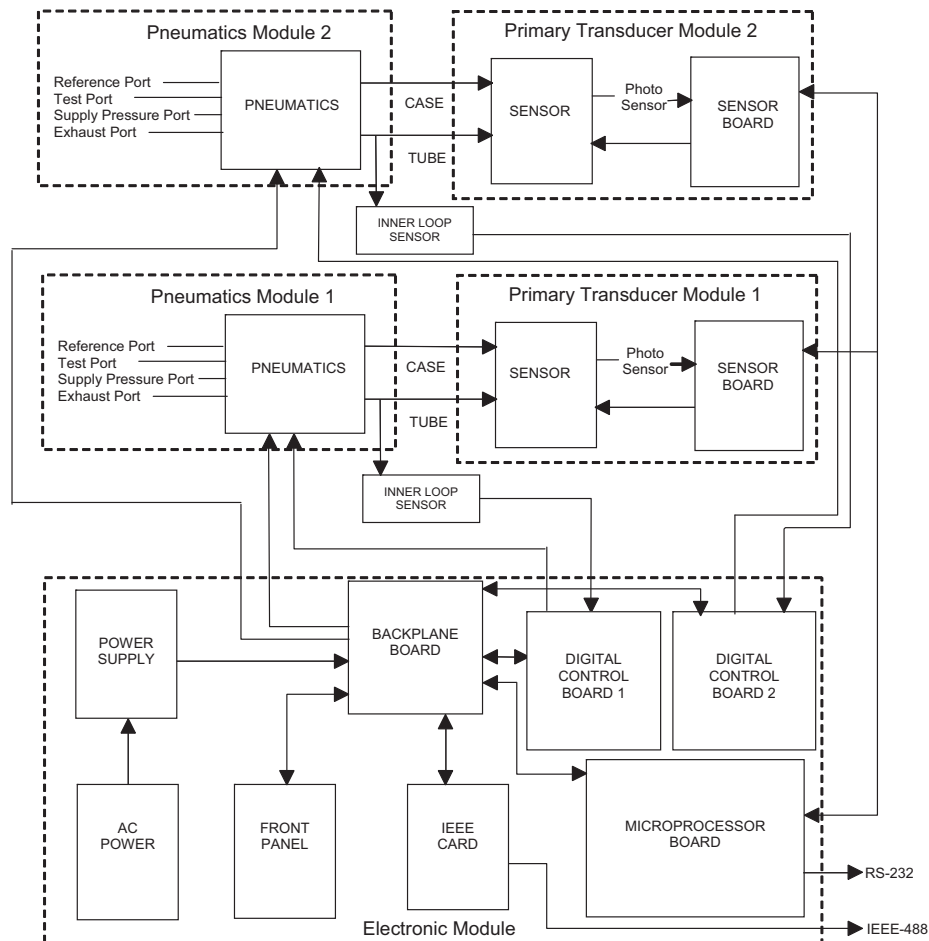 Pneumatics Module 2
Primary Transducer Module 2
Reference Port
Test Port
Supply Pressure Port
Exhaust Port
PNEUMATICS
CASE
TUBE
SENSOR
Photo
Sensor
SENSOR
BOARD
INNER LOOP
SENSOR
Pneumatics Module 1
Primary Transducer Module 1
Reference Port
Test Port
Supply Pressure Port
Exhaust Port
PNEUMATICS
CASE
TUBE
SENSOR
Photo
Sensor
SENSOR
BOARD
INNER LOOP
SENSOR
POWER
SUPPLY
BACKPLANE
BOARD
DIGITAL
CONTROL
BOARD 1
DIGITAL
CONTROL
BOARD 2
AC
POWER
FRONT
PANEL
IEEE
CARD
MICROPROCESSOR
BOARD
RS-232
Electronic Module
IEEE-488